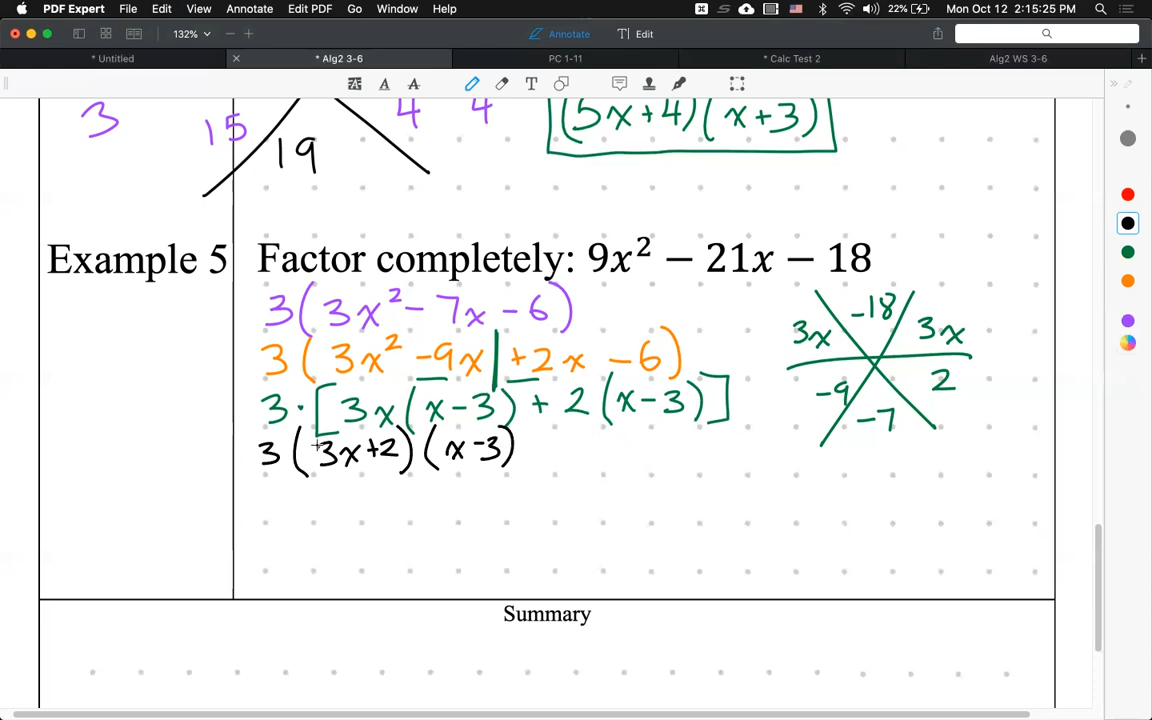 PDF Expert File Edit View Annotate Edit PDF Go Window Help 22% Mon Oct 12 2:15:25 PM
132% Annotate Edit
* Untitled * Alg2 3-6 PC 1-11 * Calc Test 2 Alg2 WS 3-6
3 15 19 4 4 (5x+4)(x+3)
Example 5 Factor completely: 9x² − 21x − 18
3(3x²-7x-6)
3(3x² -9x|+2x -6)
3·[3x(x-3)+2(x-3)]
3(3x+2)(x-3)
-18
3x 3x
-9 2
-7
Summary